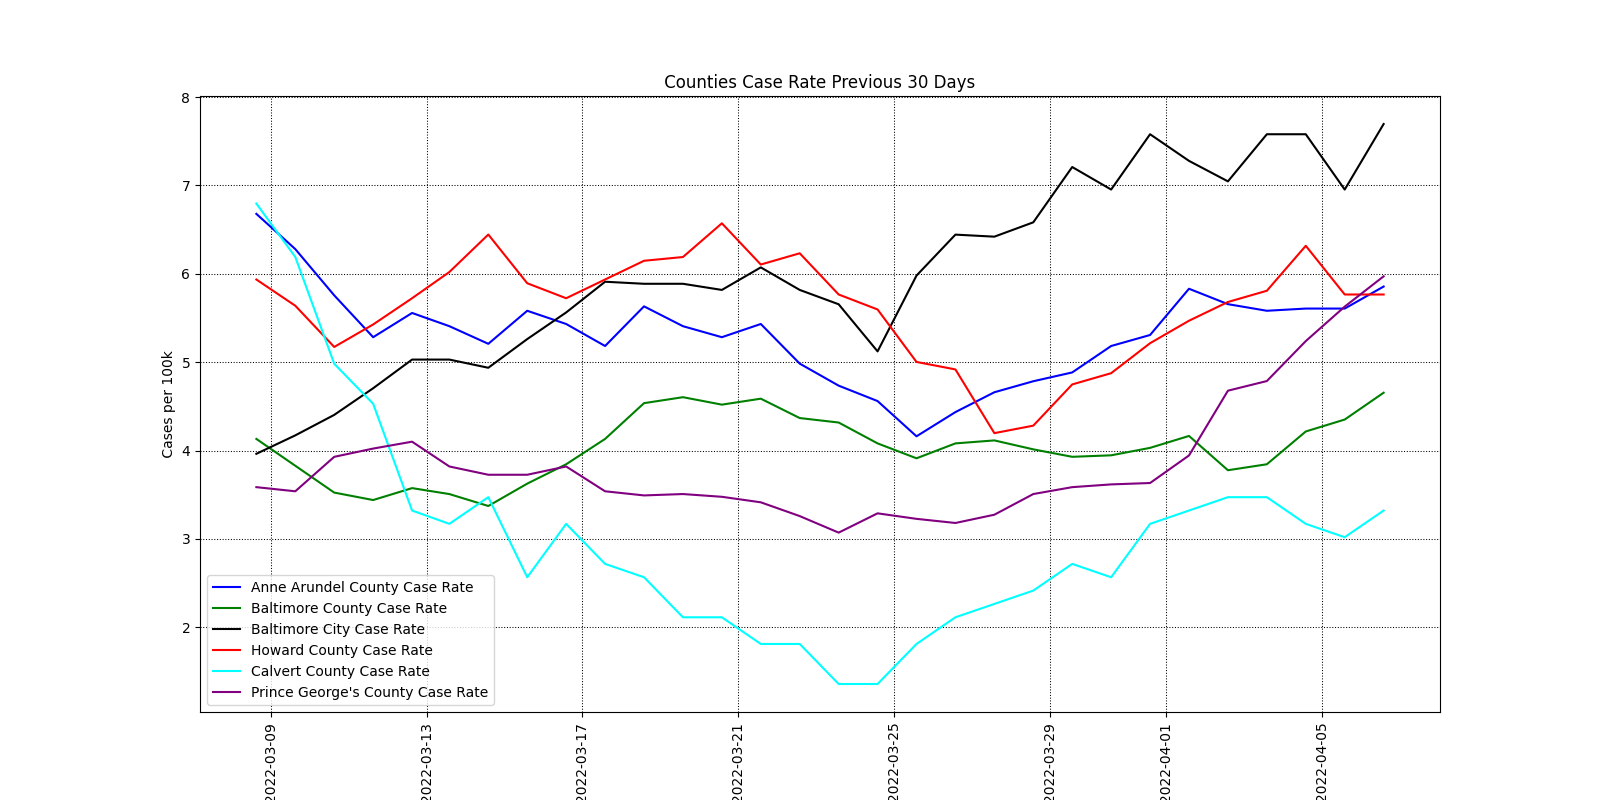 Counties Case Rate Previous 30 Days
8
7
6
5
4
3
2
Cases per 100k
Anne Arundel County Case Rate
Baltimore County Case Rate
Baltimore City Case Rate
Howard County Case Rate
Calvert County Case Rate
Prince George's County Case Rate
2022-03-09
2022-03-13
2022-03-17
2022-03-21
2022-03-25
2022-03-29
2022-04-01
2022-04-05